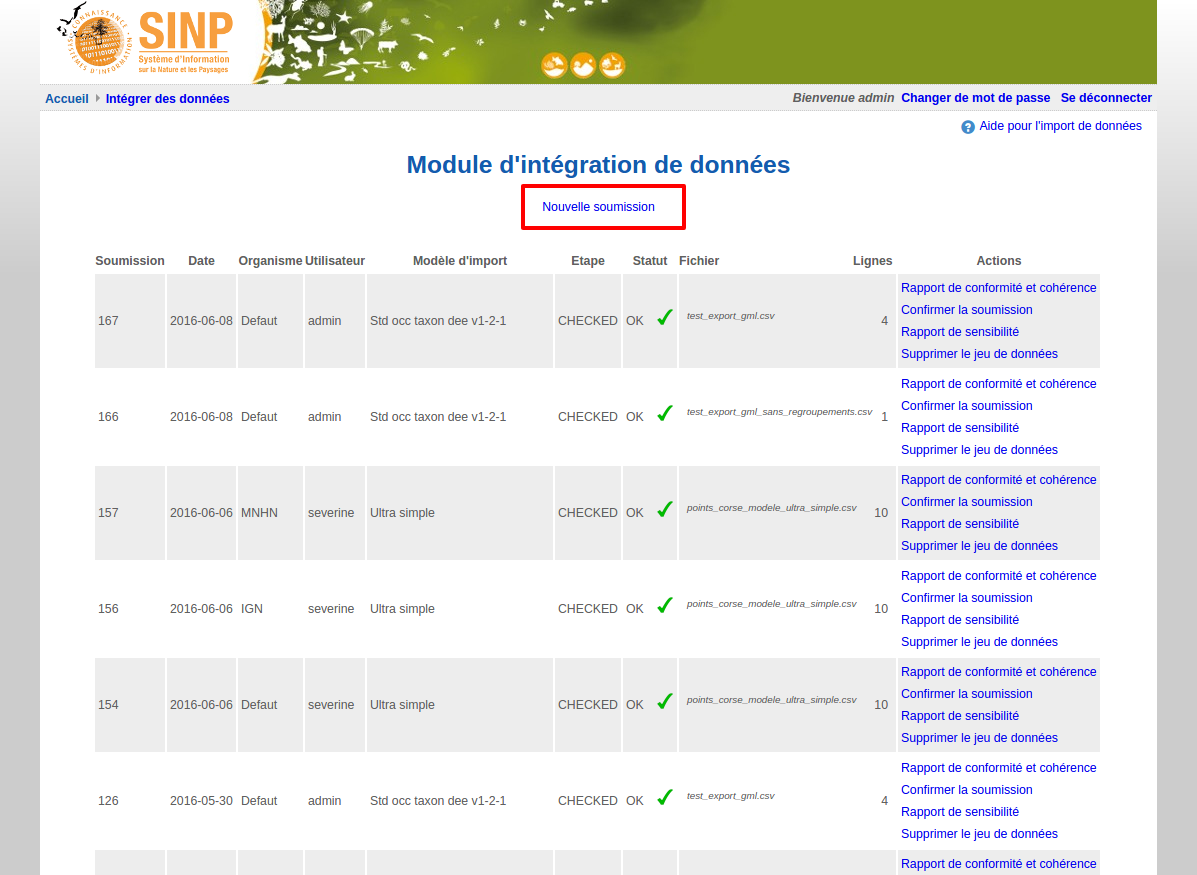 SINP
Système d'Information
sur la Nature et les Paysages
Accueil Intégrer des données Bienvenue admin Changer de mot de passe Se déconnecter
Aide pour l'import de données
Module d'intégration de données
Nouvelle soumission
Soumission Date Organisme Utilisateur Modèle d'import Etape Statut Fichier Lignes Actions
167 2016-06-08 Defaut admin Std occ taxon dee v1-2-1 CHECKED OK test_export_gml.csv 4
Rapport de conformité et cohérence
Confirmer la soumission
Rapport de sensibilité
Supprimer le jeu de données
166 2016-06-08 Defaut admin Std occ taxon dee v1-2-1 CHECKED OK test_export_gml_sans_regroupements.csv 1
Rapport de conformité et cohérence
Confirmer la soumission
Rapport de sensibilité
Supprimer le jeu de données
157 2016-06-06 MNHN severine Ultra simple CHECKED OK points_corse_modele_ultra_simple.csv 10
Rapport de conformité et cohérence
Confirmer la soumission
Rapport de sensibilité
Supprimer le jeu de données
156 2016-06-06 IGN severine Ultra simple CHECKED OK points_corse_modele_ultra_simple.csv 10
Rapport de conformité et cohérence
Confirmer la soumission
Rapport de sensibilité
Supprimer le jeu de données
154 2016-06-06 Defaut severine Ultra simple CHECKED OK points_corse_modele_ultra_simple.csv 10
Rapport de conformité et cohérence
Confirmer la soumission
Rapport de sensibilité
Supprimer le jeu de données
126 2016-05-30 Defaut admin Std occ taxon dee v1-2-1 CHECKED OK test_export_gml.csv 4
Rapport de conformité et cohérence
Confirmer la soumission
Rapport de sensibilité
Supprimer le jeu de données
Rapport de conformité et cohérence